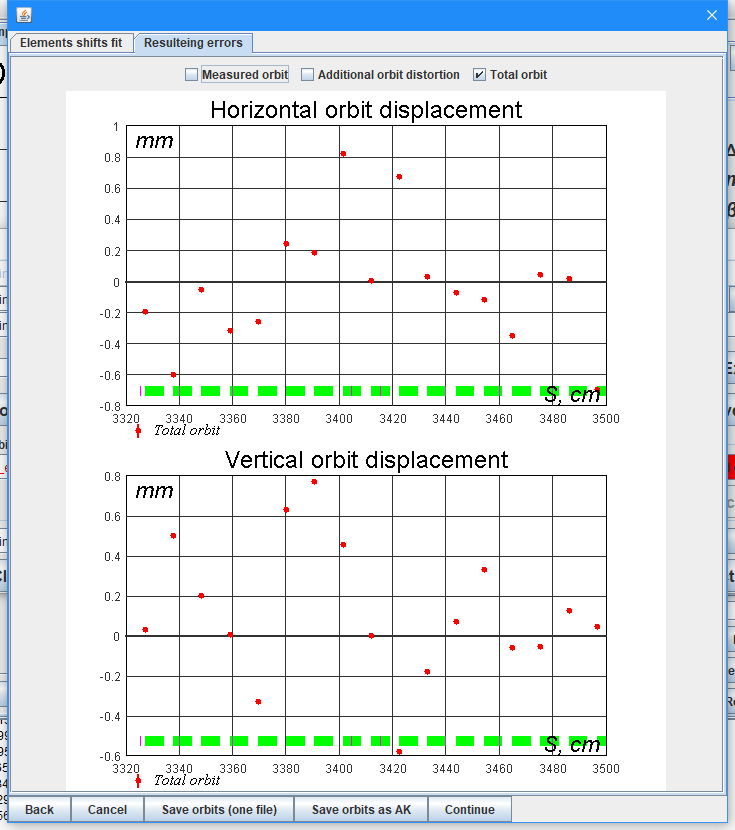 Elements shifts fit Resulteing errors
Measured orbit Additional orbit distortion Total orbit
Horizontal orbit displacement
1
mm
0.8
0.6
0.4
0.2
0
-0.2
-0.4
-0.6
S, cm
-0.8
3320 3340 3360 3380 3400 3420 3440 3460 3480 3500
Total orbit
Vertical orbit displacement
0.8
mm
0.6
0.4
0.2
0
-0.2
-0.4
S, cm
-0.6
3320 3340 3360 3380 3400 3420 3440 3460 3480 3500
Total orbit
Back Cancel Save orbits (one file) Save orbits as AK Continue